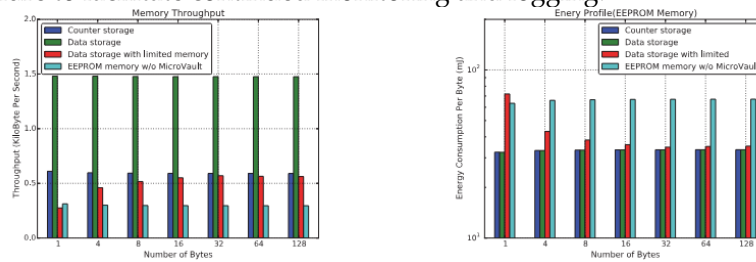 Memory Throughput
2.0
1.5
1.0
0.5
0.0
Throughput (KiloByte Per Second)
Counter storage
Data storage
Data storage with limited memory
EEPROM memory w/o MicroVault
1 4 8 16 32 64 128
Number of Bytes
Enery Profile(EEPROM Memory)
10²
10¹
Energy Consumption Per Byte (mJ)
Counter storage
Data storage
Data storage with limited
EEPROM memory w/o MicroVault
1 4 8 16 32 64 128
Number of Bytes